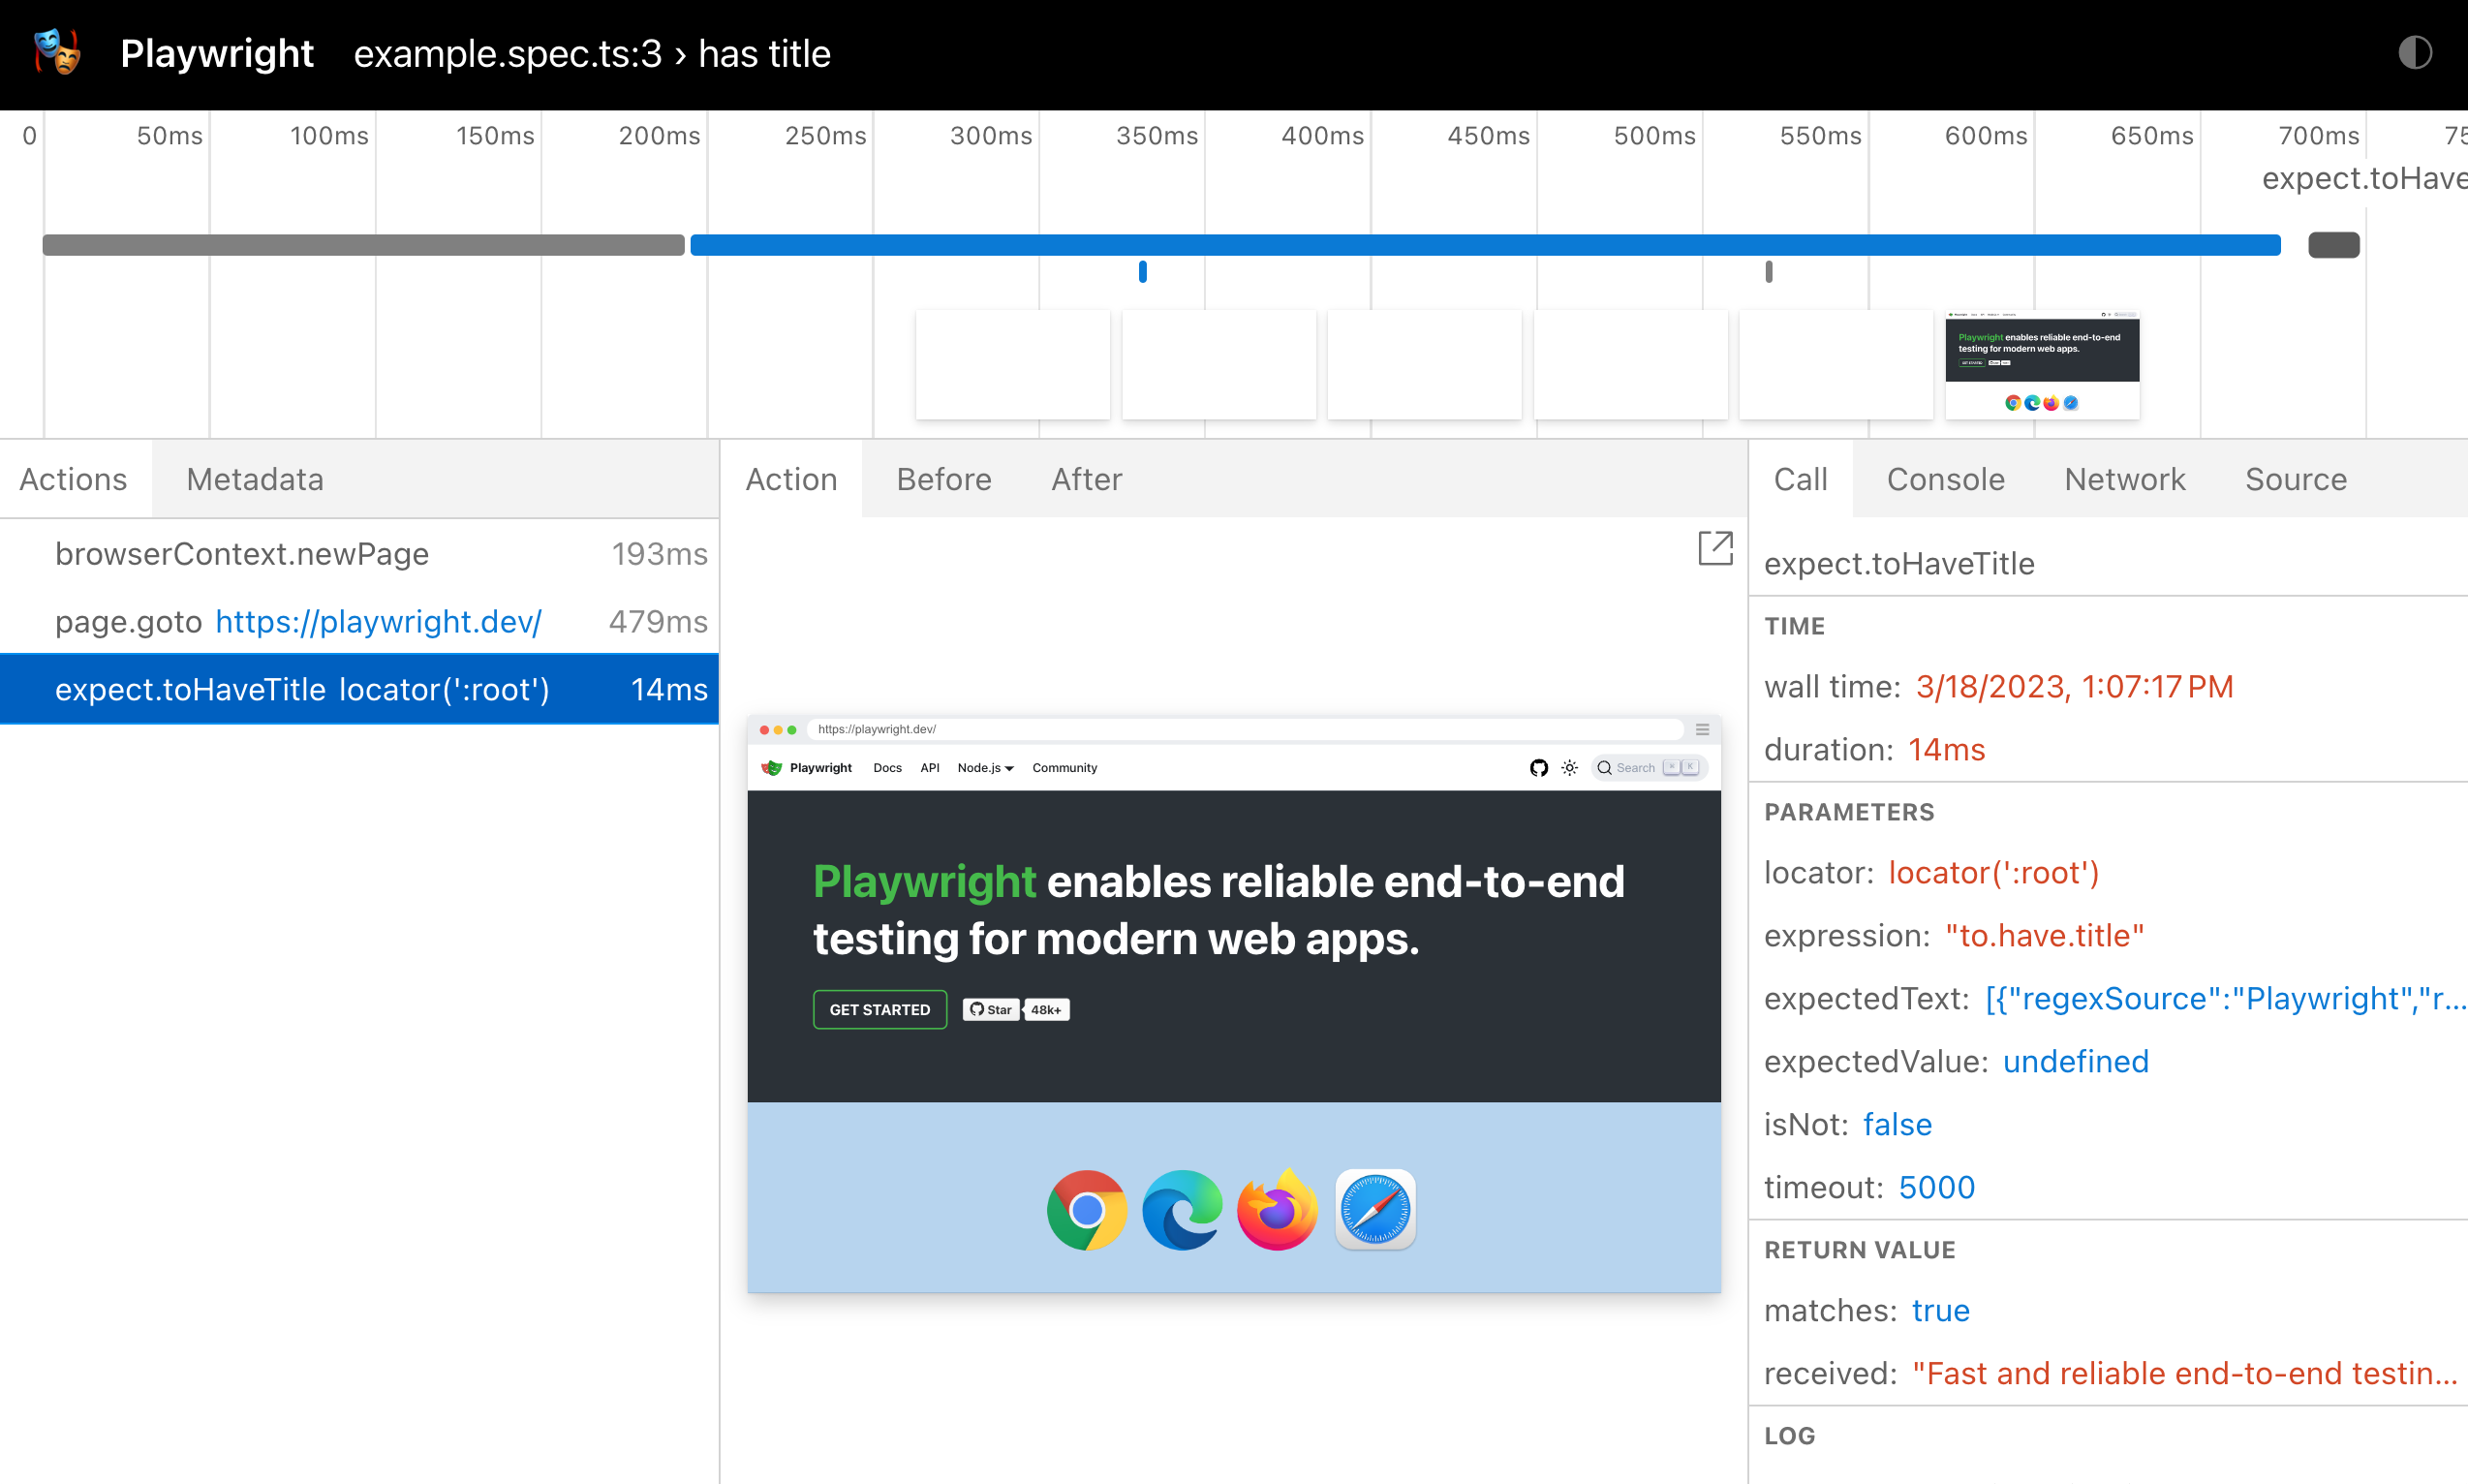 Playwright example.spec.ts:3 › has title
0 50ms 100ms 150ms 200ms 250ms 300ms 350ms 400ms 450ms 500ms 550ms 600ms 650ms 700ms
expect.toHave
Playwright enables reliable end-to-end
testing for modern web apps.
Actions Metadata
browserContext.newPage 193ms
page.goto https://playwright.dev/ 479ms
expect.toHaveTitle locator(':root') 14ms
Action Before After
https://playwright.dev/
Playwright Docs API Node.js Community Search K
Playwright enables reliable end-to-end
testing for modern web apps.
GET STARTED Star 48k+
Call Console Network Source
expect.toHaveTitle
TIME
wall time: 3/18/2023, 1:07:17 PM
duration: 14ms
PARAMETERS
locator: locator(':root')
expression: "to.have.title"
expectedText: [{"regexSource":"Playwright","r...
expectedValue: undefined
isNot: false
timeout: 5000
RETURN VALUE
matches: true
received: "Fast and reliable end-to-end testin...
LOG